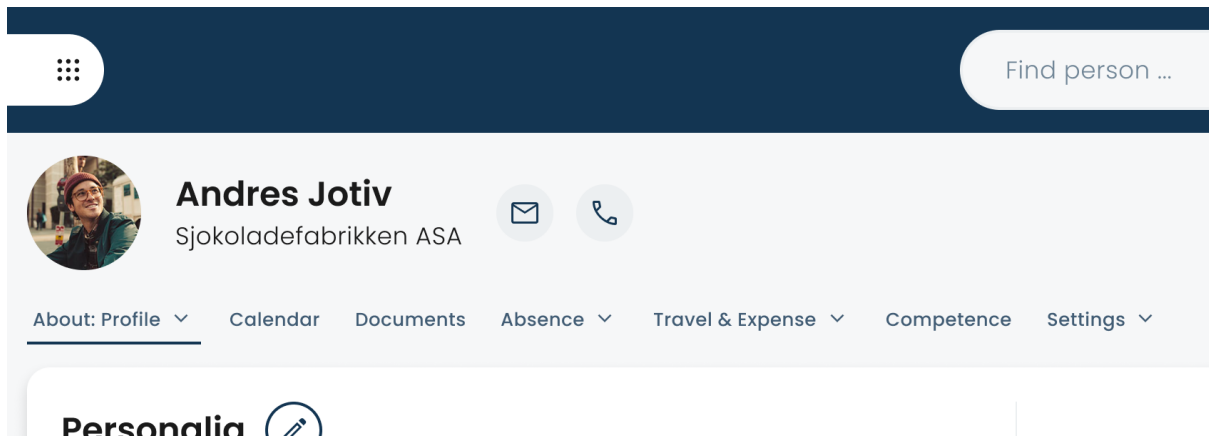 Find person ...
Andres Jotiv
Sjokoladefabrikken ASA
About: Profile Calendar Documents Absence Travel & Expense Competence Settings
Personalia